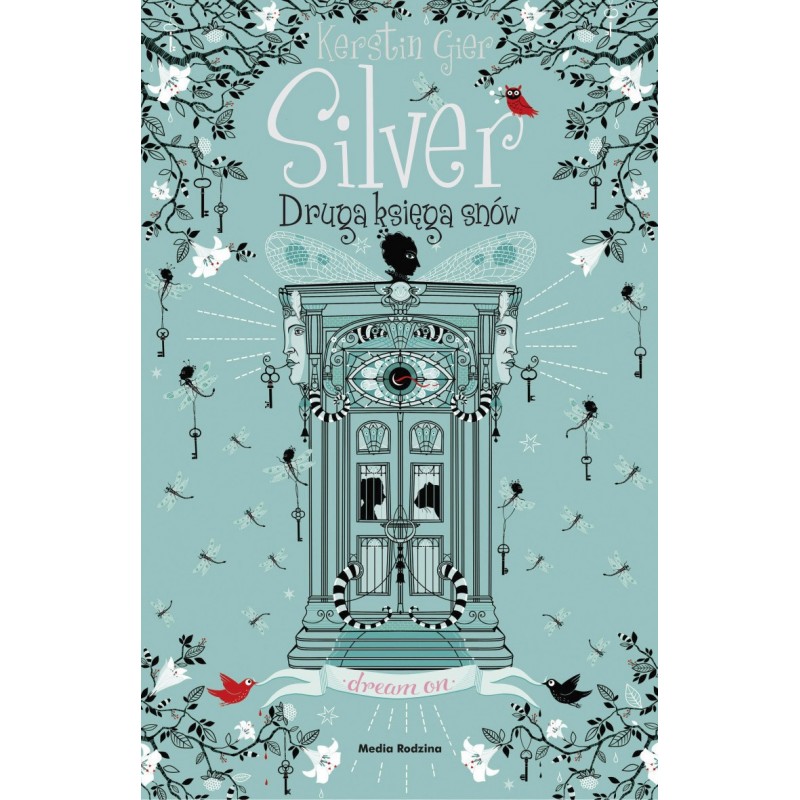 Kerstin Gier
Silver
Druga księga snów
·dream on·
Media Rodzina